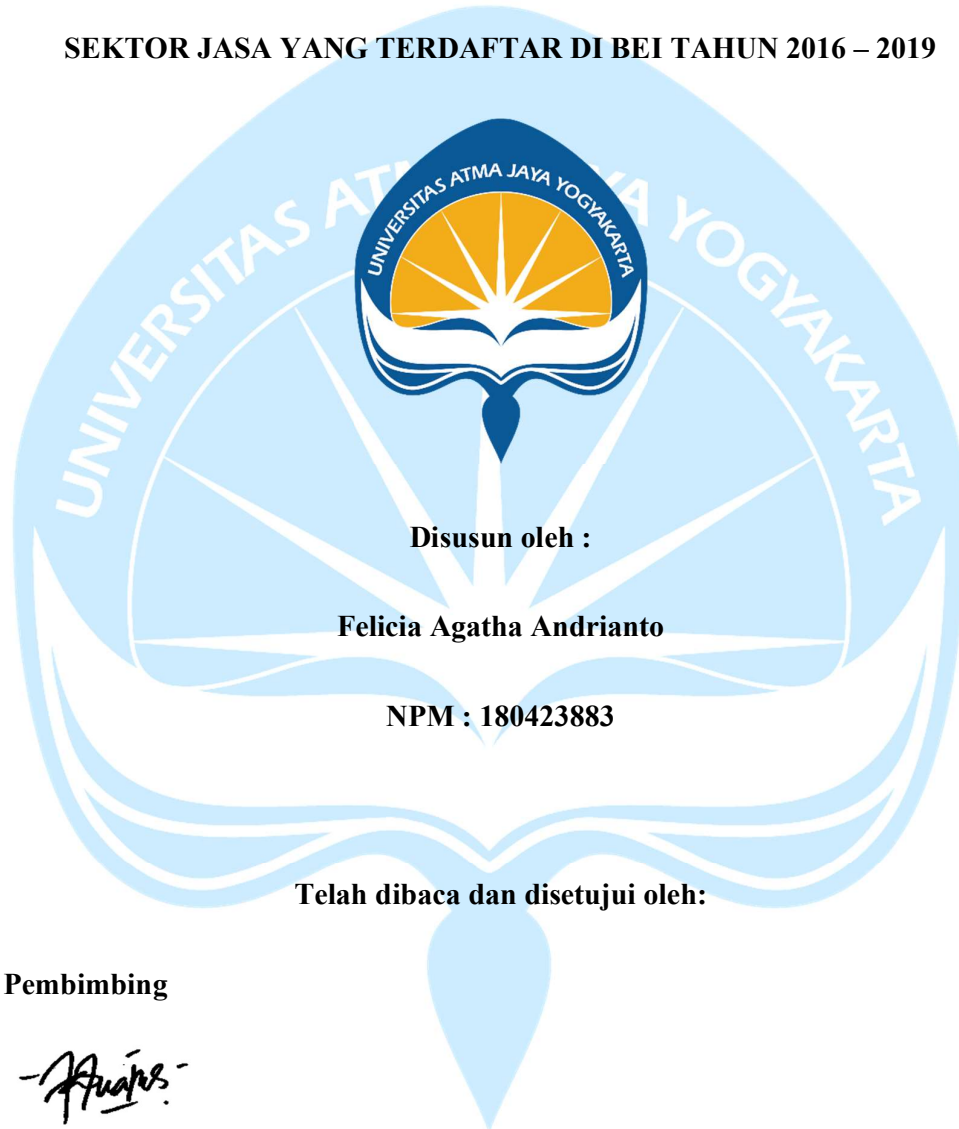 SEKTOR JASA YANG TERDAFTAR DI BEI TAHUN 2016 – 2019
UNIVERSITAS ATMA JAYA YOGYAKARTA
Disusun oleh :
Felicia Agatha Andrianto
NPM : 180423883
Telah dibaca dan disetujui oleh:
Pembimbing